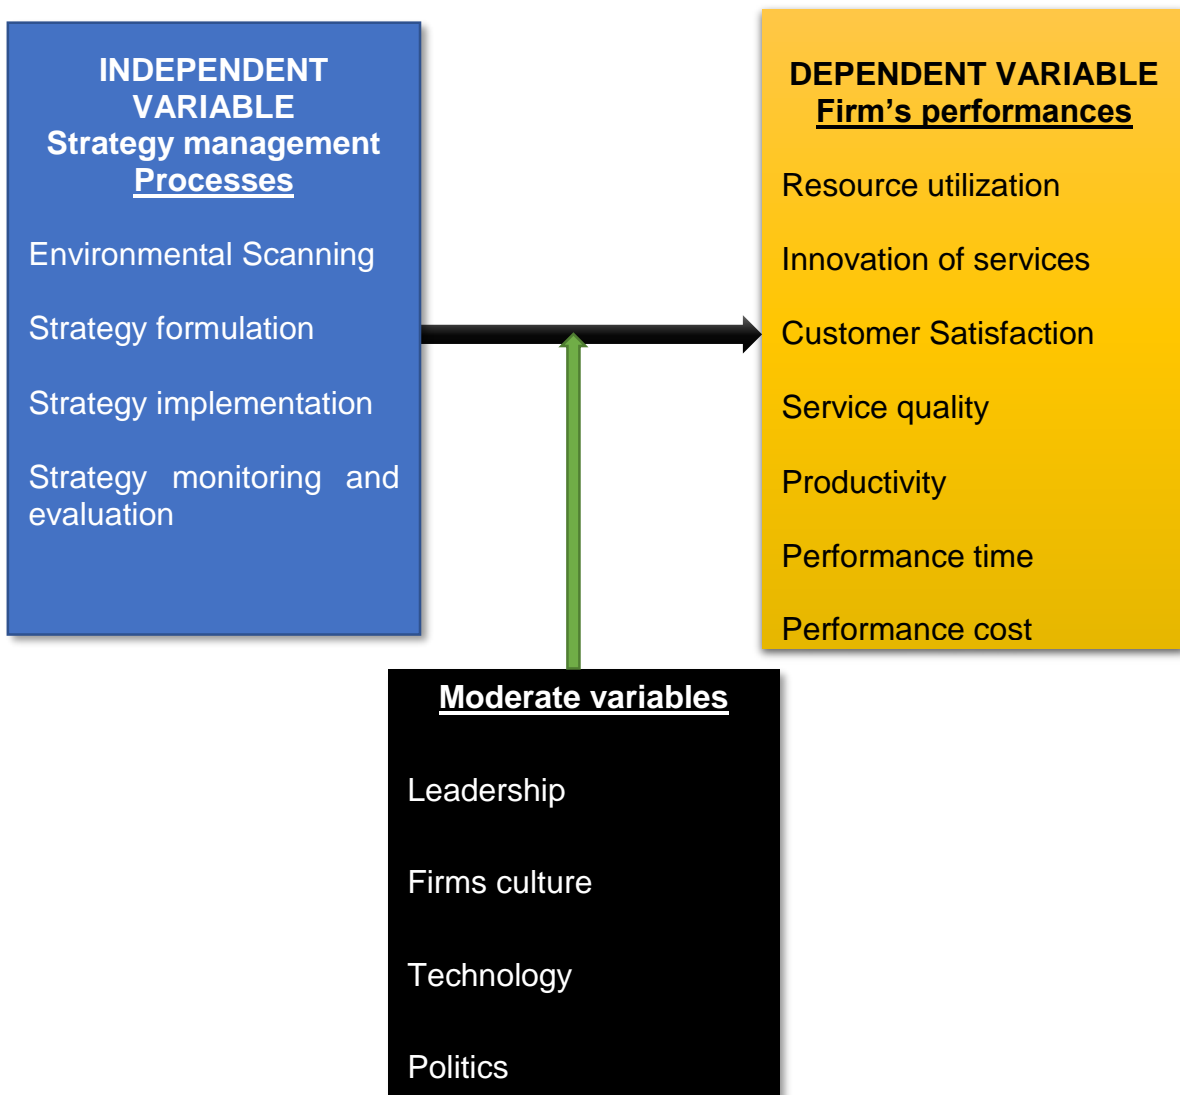 INDEPENDENT
VARIABLE
Strategy management
Processes
Environmental Scanning
Strategy formulation
Strategy implementation
Strategy monitoring and
evaluation
DEPENDENT VARIABLE
Firm’s performances
Resource utilization
Innovation of services
Customer Satisfaction
Service quality
Productivity
Performance time
Performance cost
Moderate variables
Leadership
Firms culture
Technology
Politics